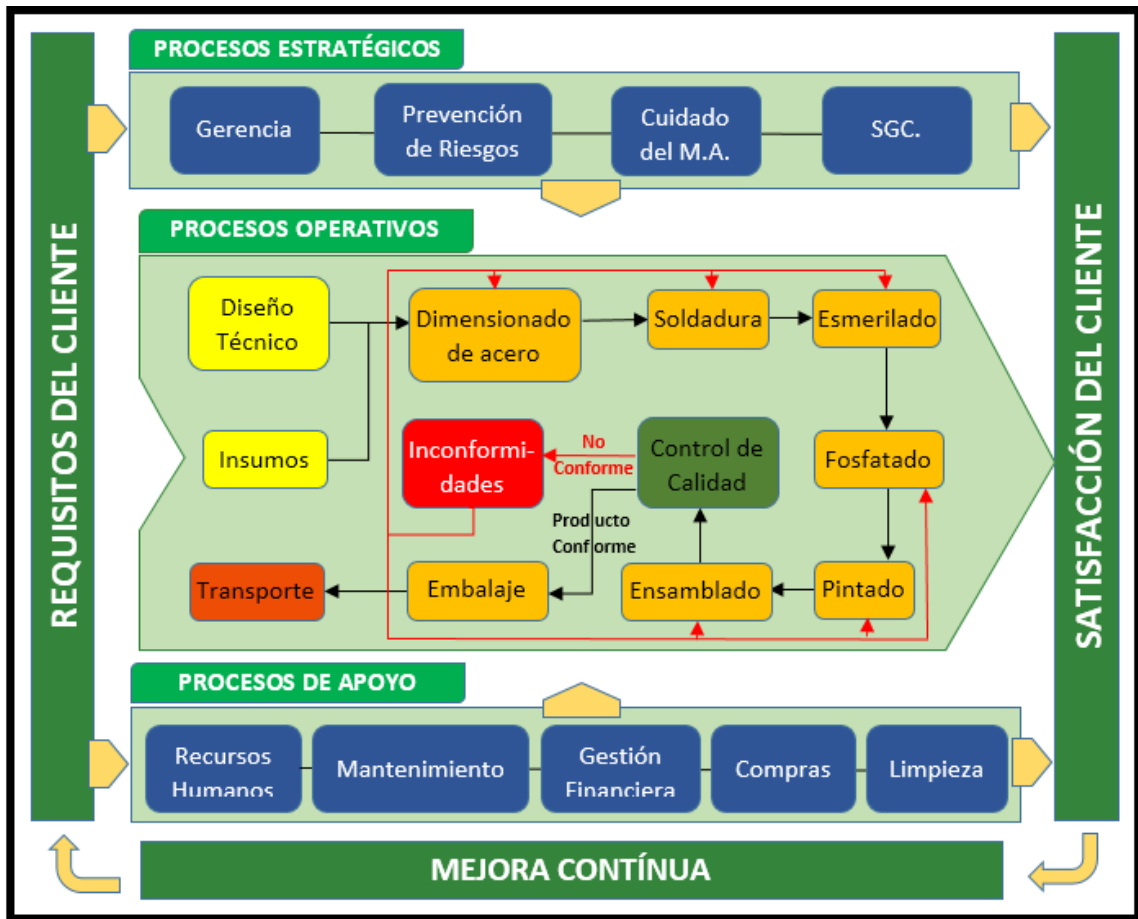 PROCESOS ESTRATÉGICOS
Gerencia
Prevención
de Riesgos
Cuidado
del M.A.
SGC.
REQUISITOS DEL CLIENTE
PROCESOS OPERATIVOS
Diseño
Técnico
Dimensionado
de acero
Soldadura
Esmerilado
Insumos
Inconformi-
dades
No
Conforme
Control de
Calidad
Fosfatado
Producto
Conforme
Transporte
Embalaje
Ensamblado
Pintado
SATISFACCIÓN DEL CLIENTE
PROCESOS DE APOYO
Recursos
Humanos
Mantenimiento
Gestión
Financiera
Compras
Limpieza
MEJORA CONTÍNUA